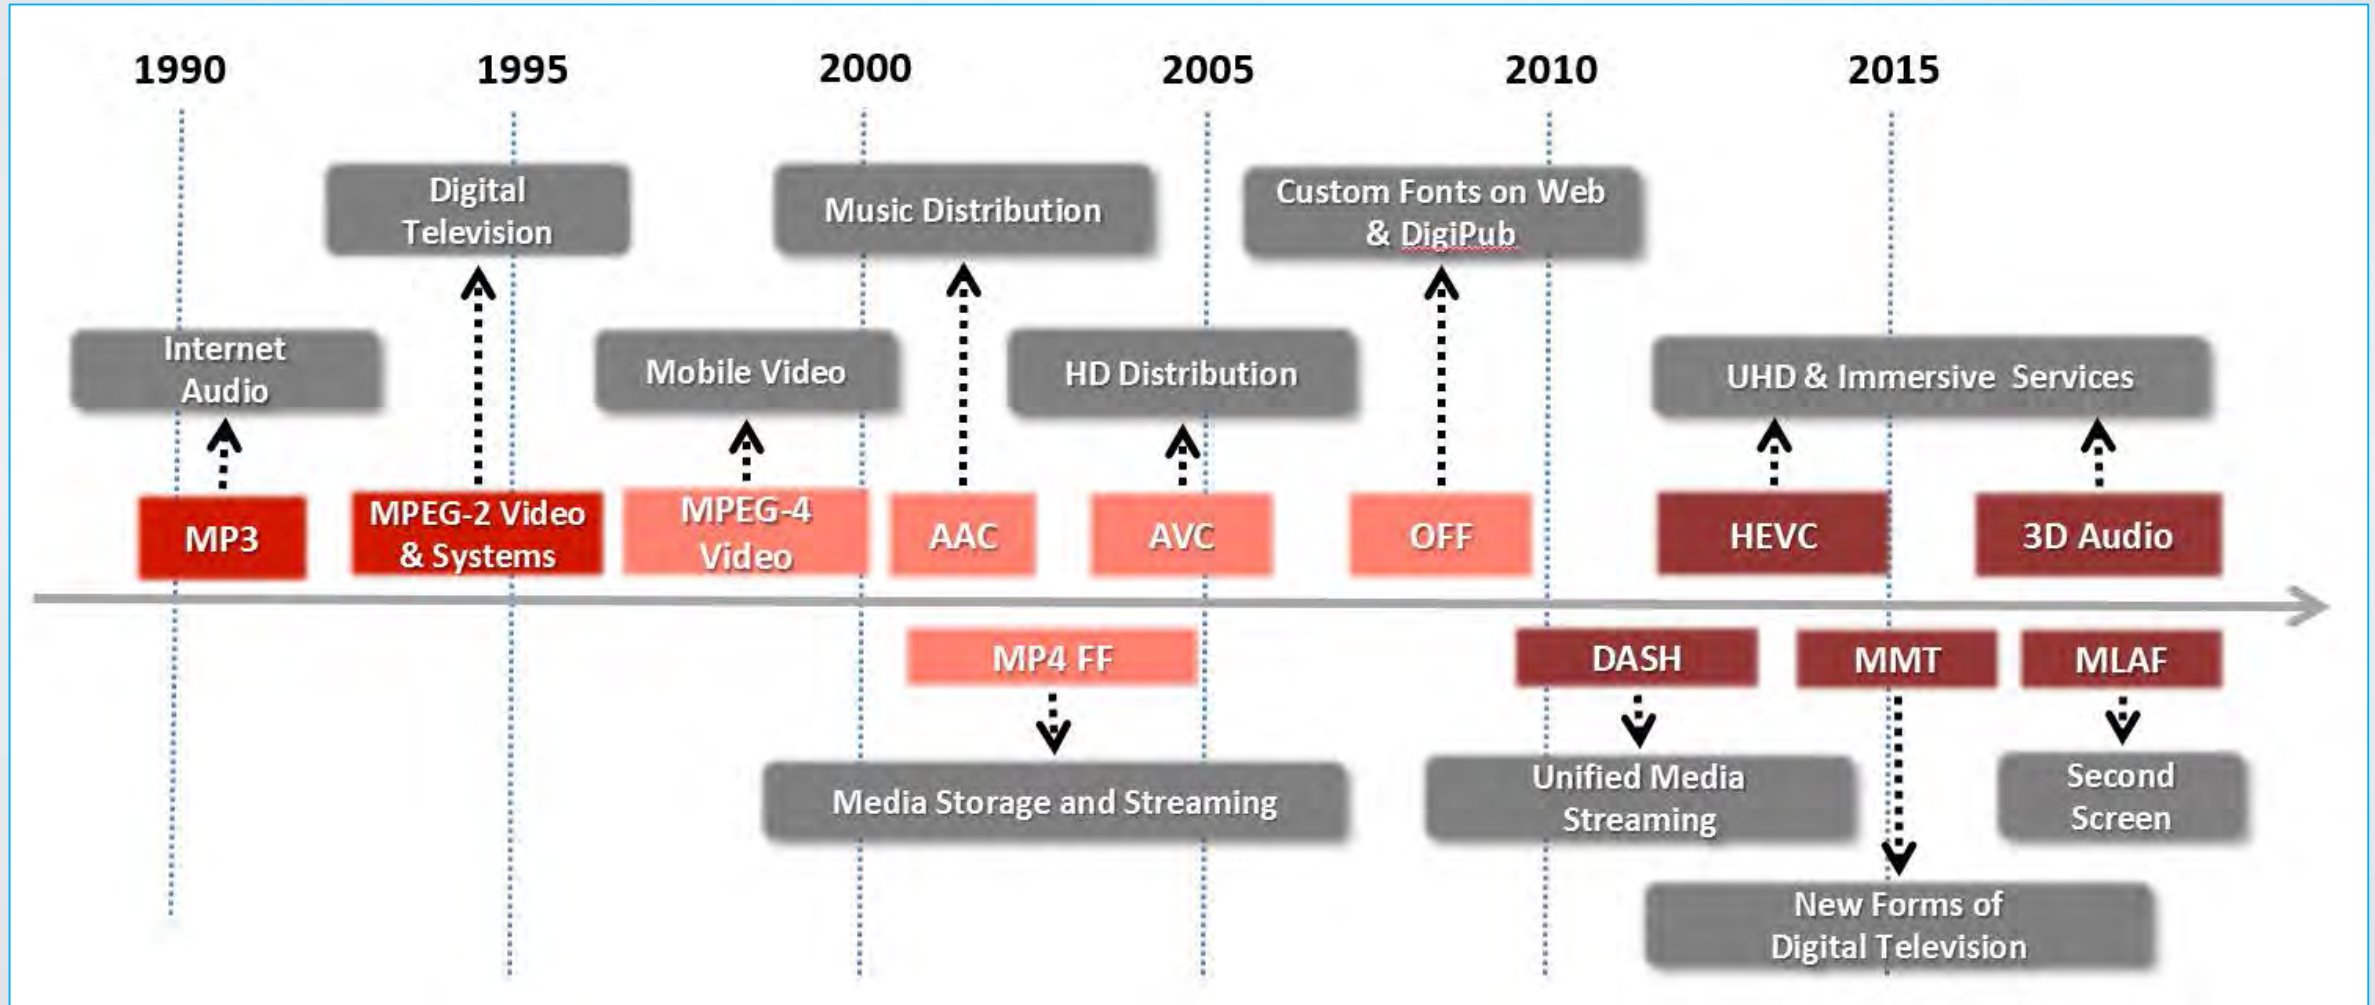 1990 1995 2000 2005 2010 2015
Digital
Television
Music Distribution
Custom Fonts on Web
& DigiPub
Internet
Audio
Mobile Video
HD Distribution
UHD & Immersive Services
MP3
MPEG-2 Video
& Systems
MPEG-4
Video
AAC
AVC
OFF
HEVC
3D Audio
MP4 FF
DASH
MMT
MLAF
Media Storage and Streaming
Unified Media
Streaming
Second
Screen
New Forms of
Digital Television